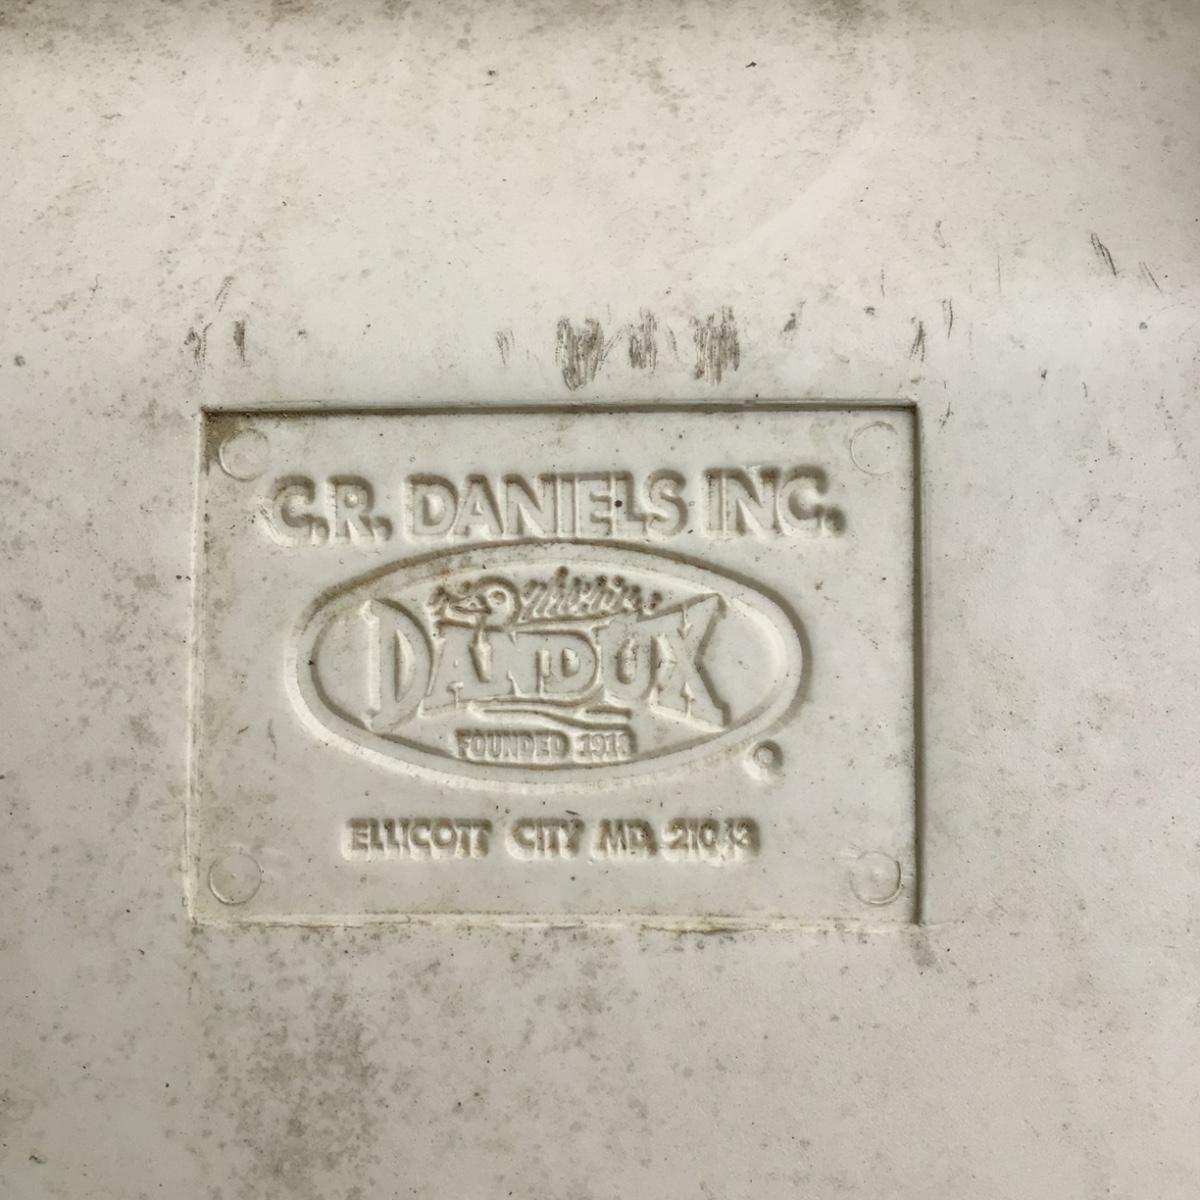 C.R. DANIELS INC.
DANDUX
FOUNDED 1918
ELLICOTT CITY MD. 21043